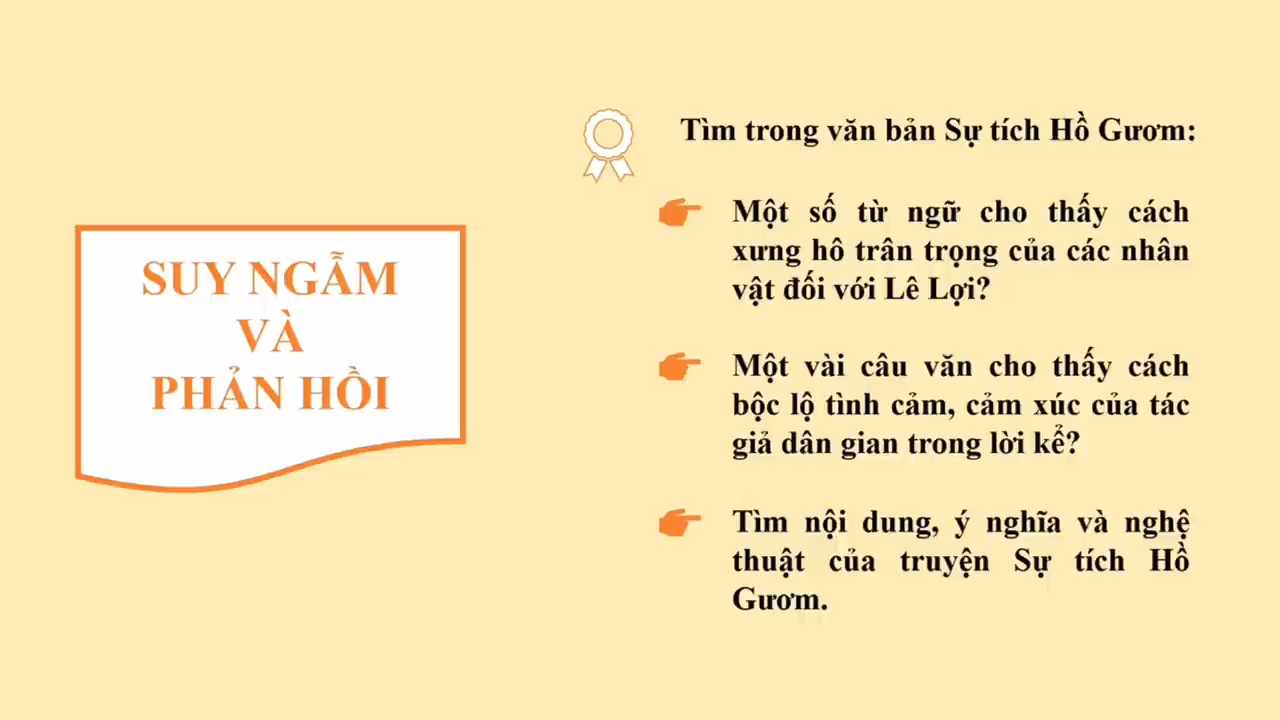 SUY NGẪM
VÀ
PHẢN HỒI
Tìm trong văn bản Sự tích Hồ Gươm:
Một số từ ngữ cho thấy cách
xưng hô trân trọng của các nhân
vật đối với Lê Lợi?
Một vài câu văn cho thấy cách
bộc lộ tình cảm, cảm xúc của tác
giả dân gian trong lời kể?
Tìm nội dung, ý nghĩa và nghệ
thuật của truyện Sự tích Hồ
Gươm.